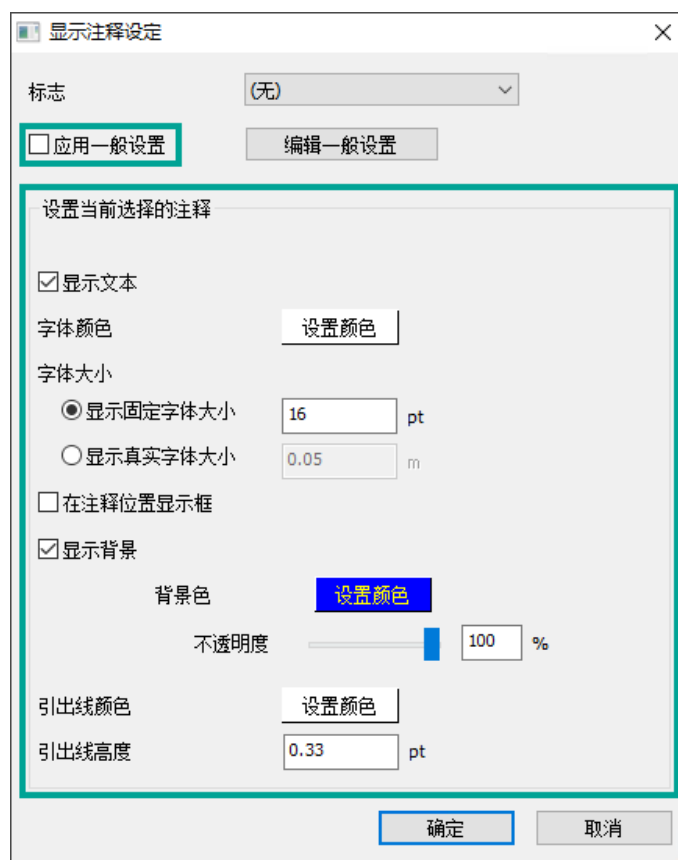 显示注释设定
标志 (无)
应用一般设置 编辑一般设置
设置当前选择的注释
显示文本
字体颜色 设置颜色
字体大小
显示固定字体大小 16 pt
显示真实字体大小 0.05 m
在注释位置显示框
显示背景
背景色 设置颜色
不透明度 100 %
引出线颜色 设置颜色
引出线高度 0.33 pt
确定 取消